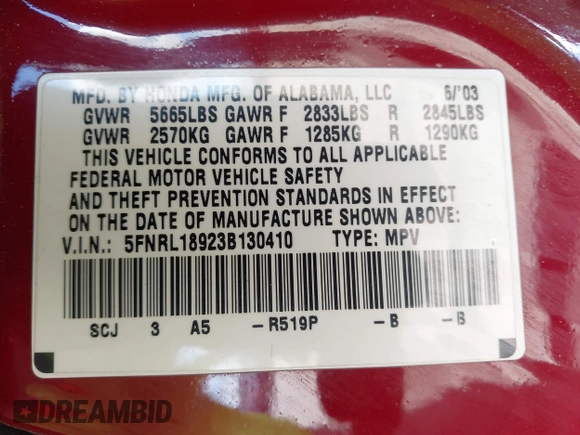 MFD. BY HONDA MFG. OF ALABAMA, LLC 6/'03
GVWR 5665LBS GAWR F 2833LBS R 2845LBS
GVWR 2570KG GAWR F 1285KG R 1290KG
THIS VEHICLE CONFORMS TO ALL APPLICABLE
FEDERAL MOTOR VEHICLE SAFETY
AND THEFT PREVENTION STANDARDS IN EFFECT
ON THE DATE OF MANUFACTURE SHOWN ABOVE:
V.I.N.: 5FNRL18923B130410 TYPE: MPV
SCJ 3 A5 -R519P -B -B
DREAMBID